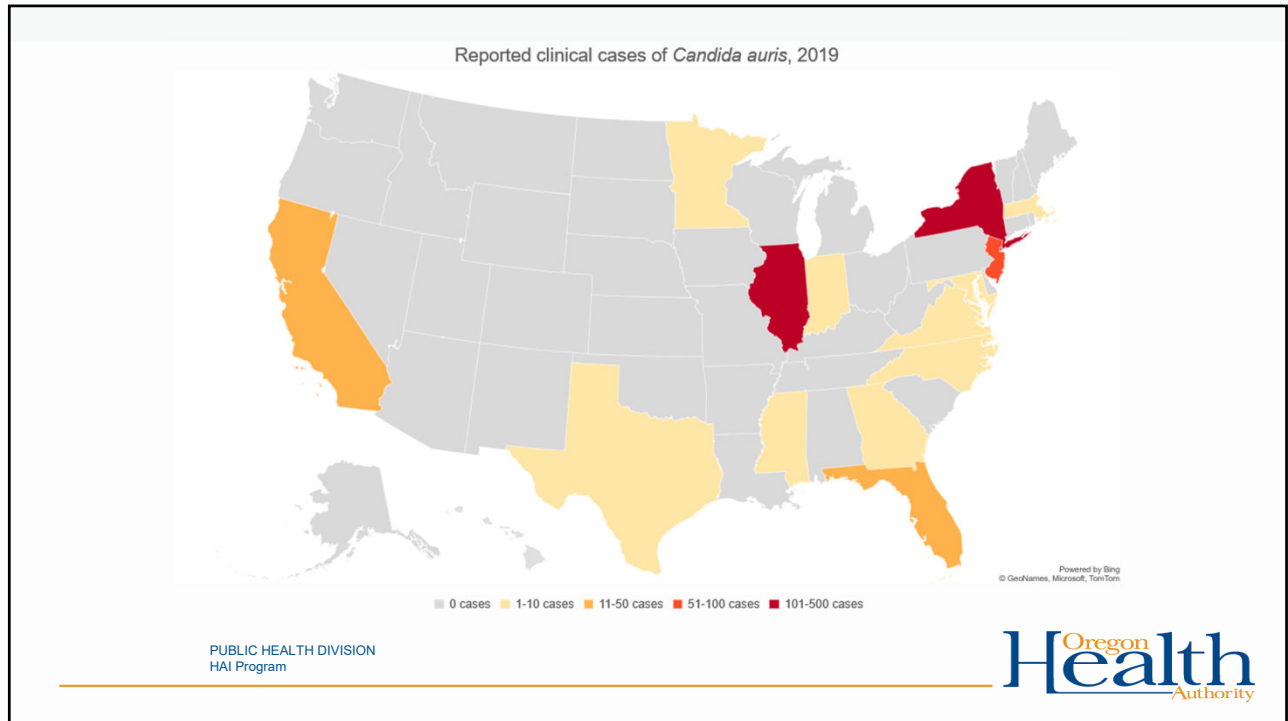 Reported clinical cases of Candida auris, 2019
Powered by Bing
© GeoNames, Microsoft, TomTom
0 cases 1-10 cases 11-50 cases 51-100 cases 101-500 cases
PUBLIC HEALTH DIVISION
HAI Program
Oregon
Health
Authority